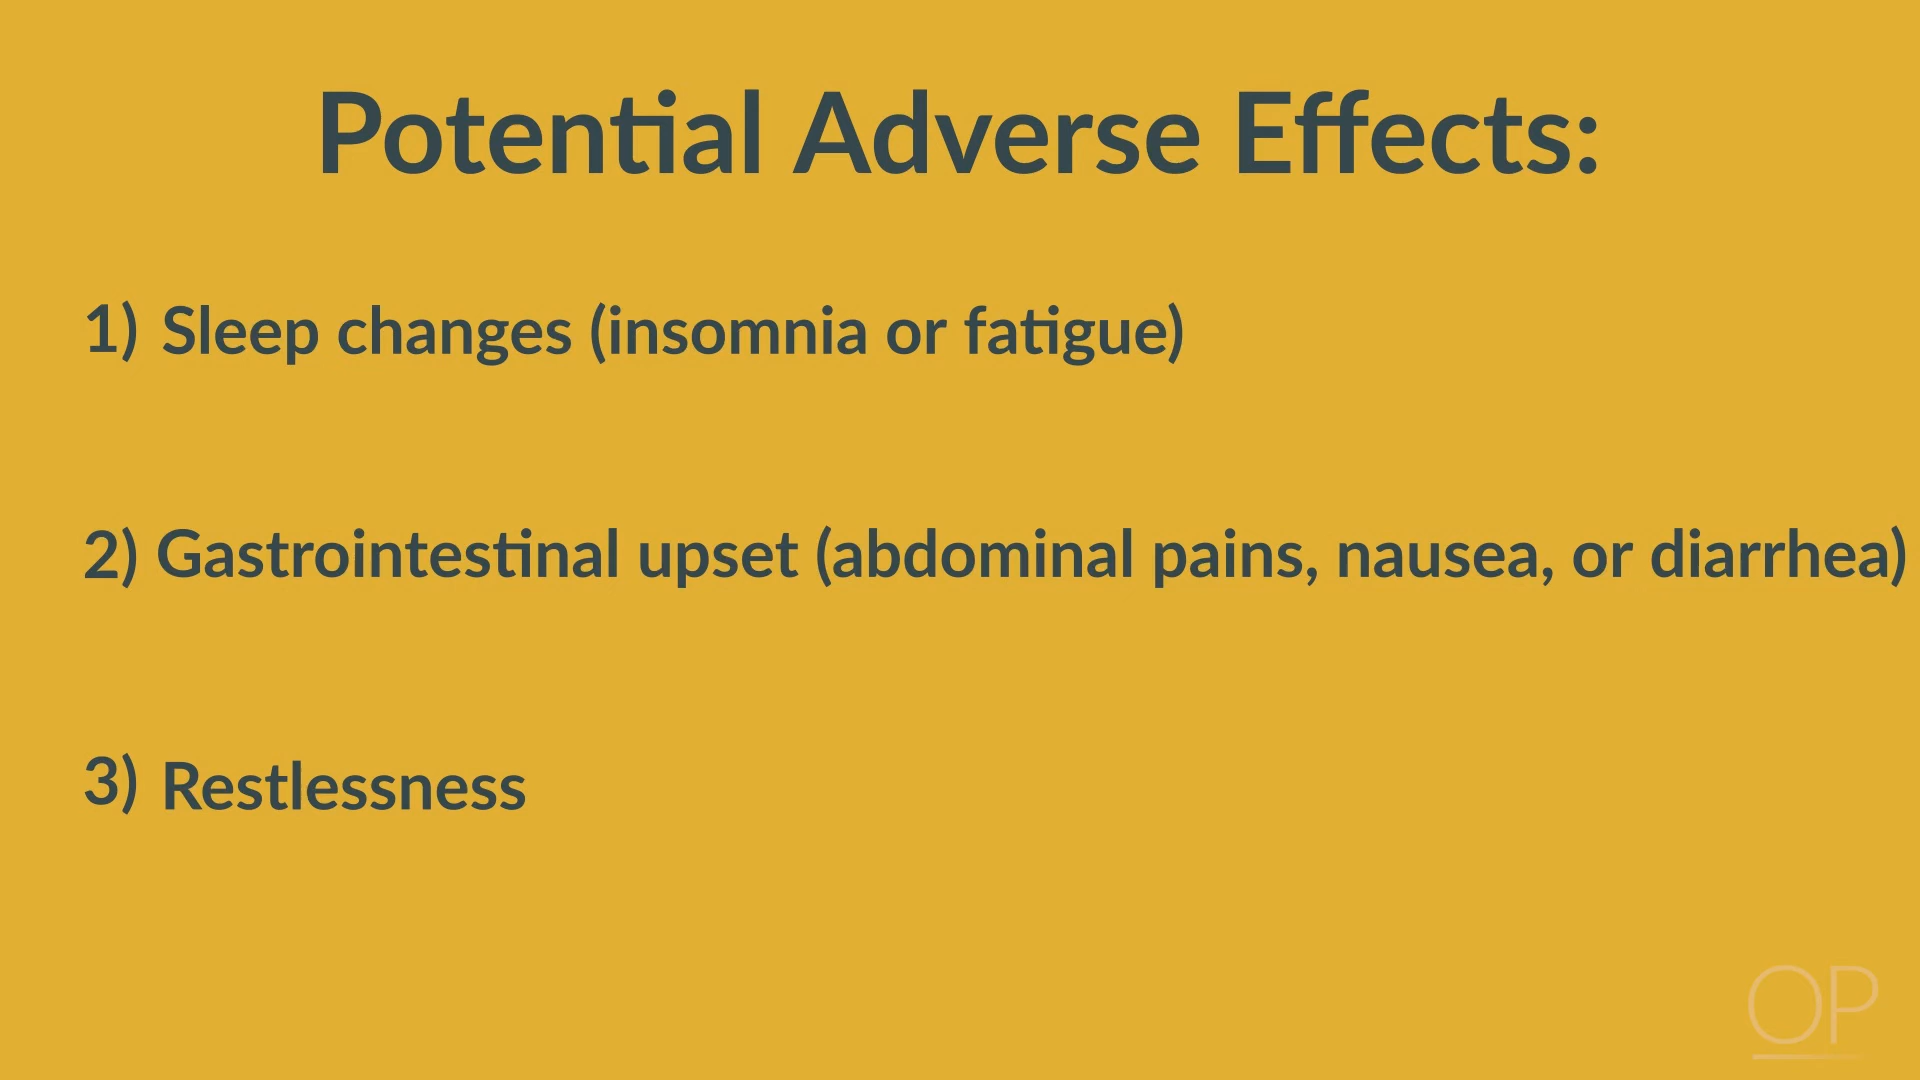 Potential Adverse Effects:
1) Sleep changes (insomnia or fatigue)
2) Gastrointestinal upset (abdominal pains, nausea, or diarrhea)
3) Restlessness
OP